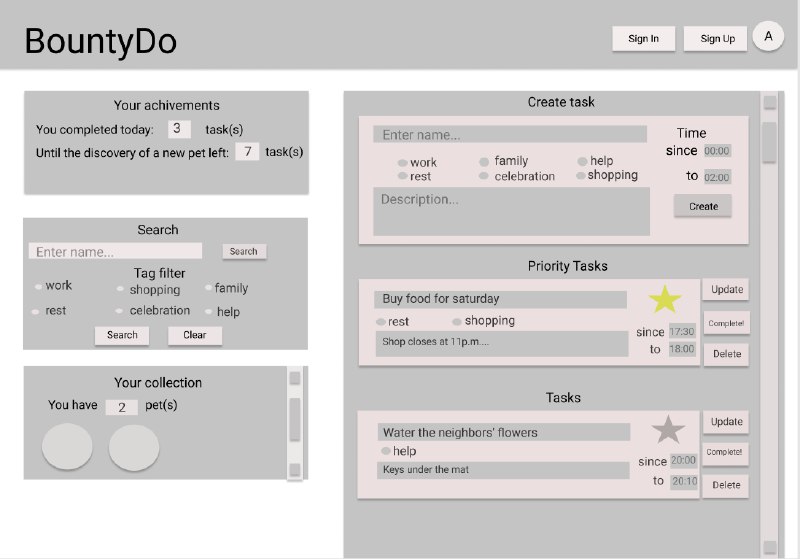 BountyDo
Sign In
Sign Up
A
Your achivements
You completed today: 3 task(s)
Until the discovery of a new pet left: 7 task(s)
Search
Enter name...
Search
Tag filter
work
shopping
family
rest
celebration
help
Search
Clear
Your collection
You have 2 pet(s)
Create task
Enter name...
Time
since 00:00
work
family
help
rest
celebration
shopping
to 02:00
Description...
Create
Priority Tasks
Buy food for saturday
Update
rest
shopping
since 17:30
Complete!
Shop closes at 11p.m....
to 18:00
Delete
Tasks
Water the neighbors' flowers
Update
help
since 20:00
Complete!
Keys under the mat
to 20:10
Delete